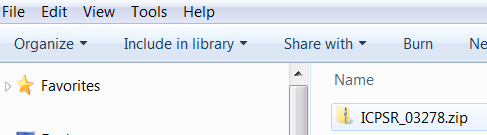 File Edit View Tools Help
Organize Include in library Share with Burn
Favorites Name
ICPSR_03278.zip